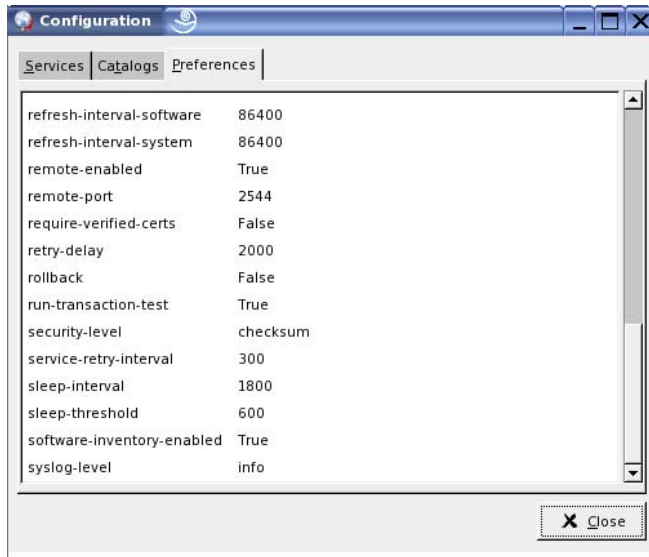 Configuration
Services Catalogs Preferences
refresh-interval-software 86400
refresh-interval-system 86400
remote-enabled True
remote-port 2544
require-verified-certs False
retry-delay 2000
rollback False
run-transaction-test True
security-level checksum
service-retry-interval 300
sleep-interval 1800
sleep-threshold 600
software-inventory-enabled True
syslog-level info
Close